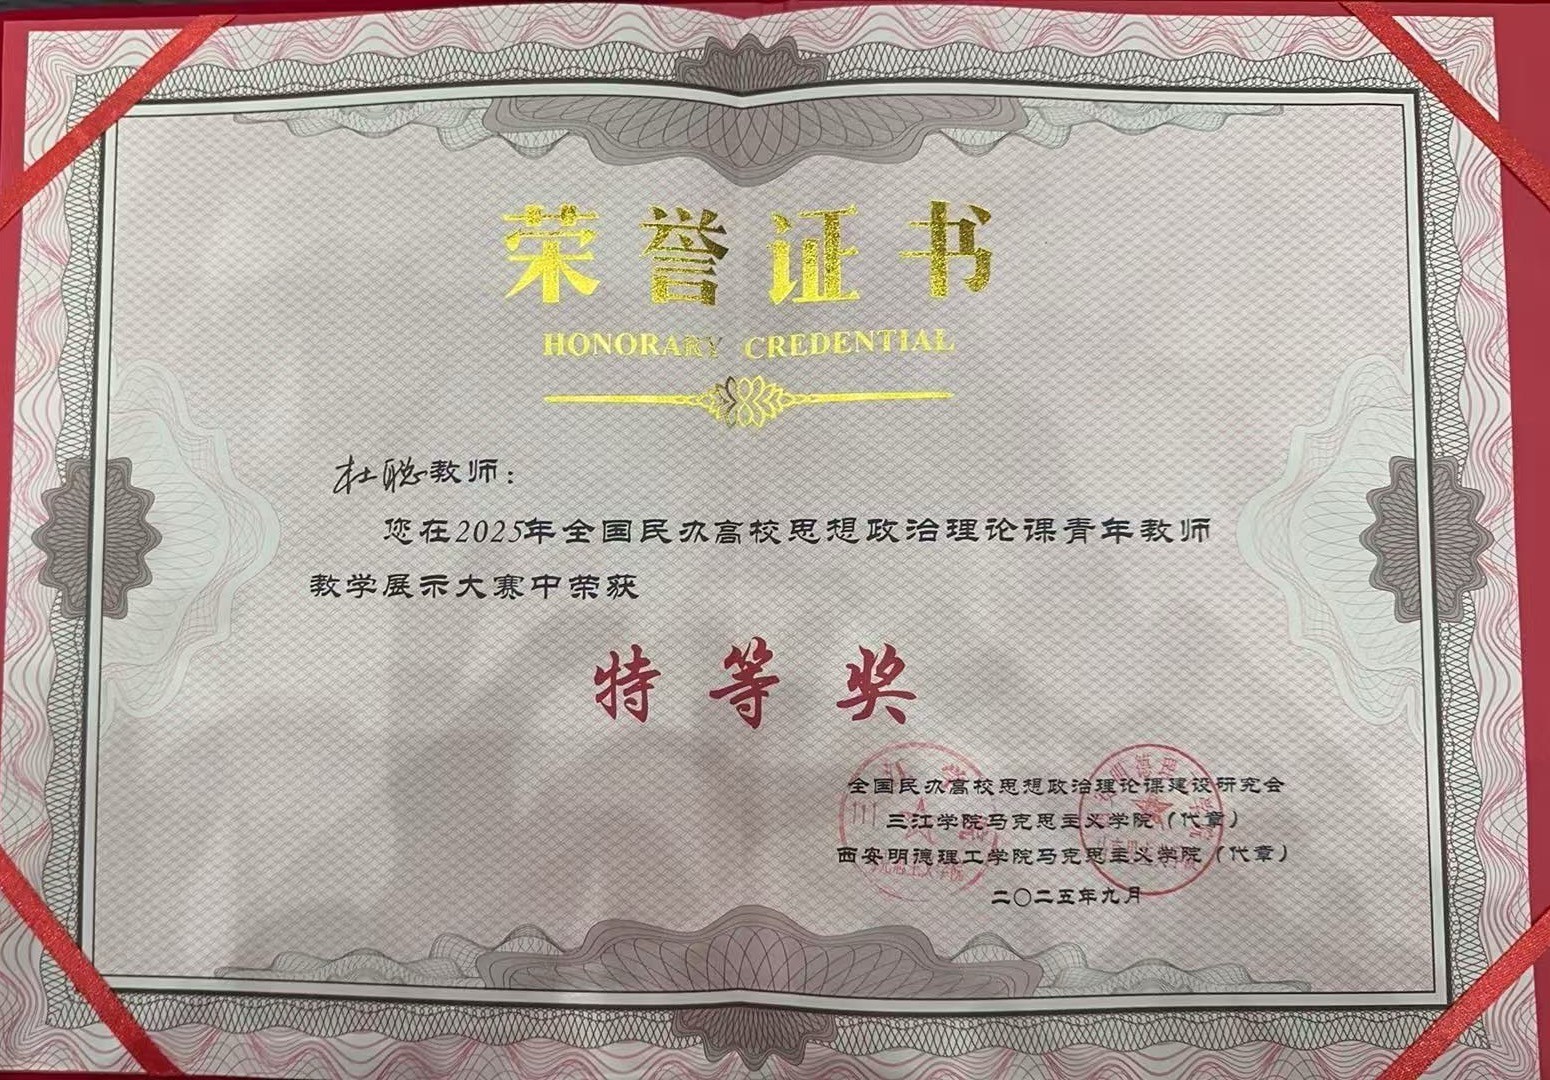 荣誉证书
HONORARY CREDENTIAL
杜聪教师：
您在2025年全国民办高校思想政治理论课青年教师
教学展示大赛中荣获
特等奖
全国民办高校思想政治理论课建设研究会
三江学院马克思主义学院（代章）
西安明德理工学院马克思主义学院（代章）
二〇二五年九月